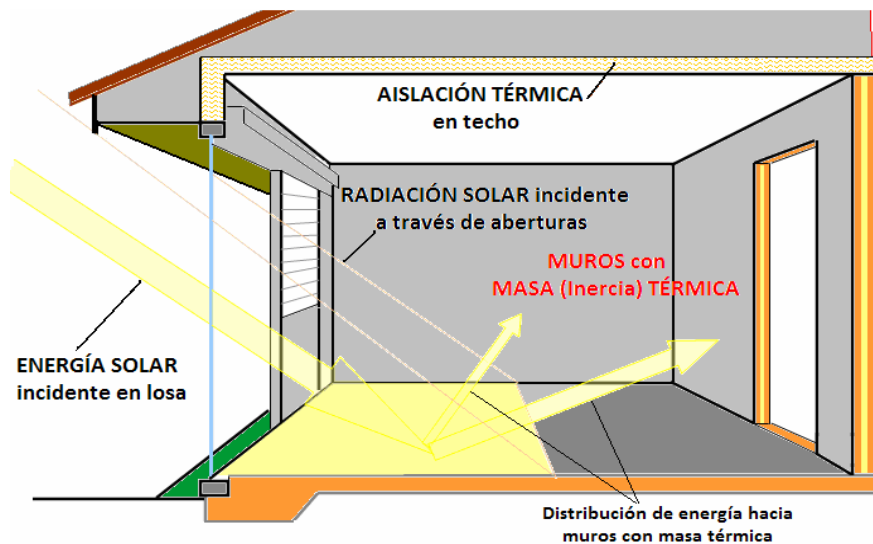 AISLACIÓN TÉRMICA
en techo
RADIACIÓN SOLAR incidente
a través de aberturas
MUROS con
MASA (Inercia) TÉRMICA
ENERGÍA SOLAR
incidente en losa
Distribución de energía hacia
muros con masa térmica